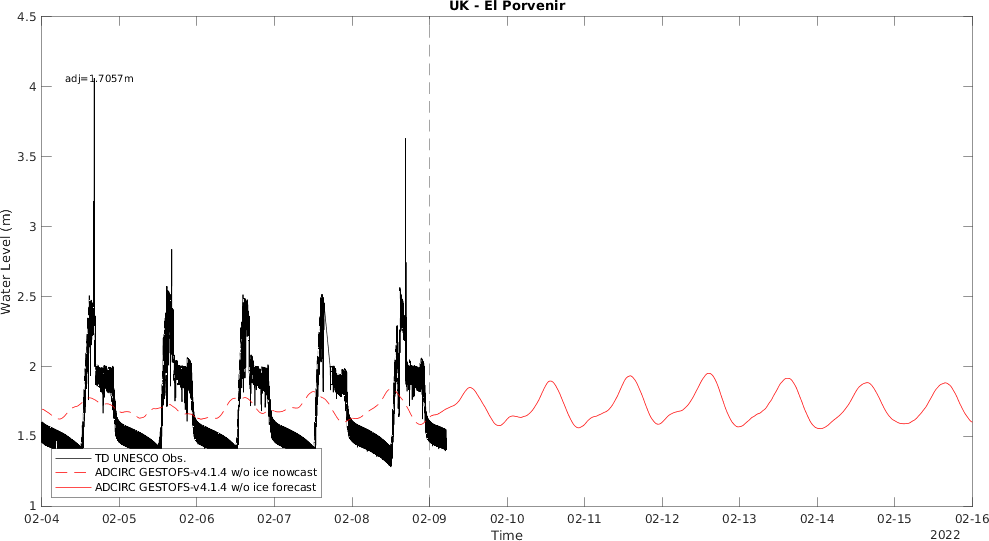 UK - El Porvenir
4.5
4
3.5
3
2.5
2
1.5
1
Water Level (m)
adj=1.7057m
TD UNESCO Obs.
ADCIRC GESTOFS-v4.1.4 w/o ice nowcast
ADCIRC GESTOFS-v4.1.4 w/o ice forecast
02-04 02-05 02-06 02-07 02-08 02-09 02-10 02-11 02-12 02-13 02-14 02-15 02-16
Time
2022